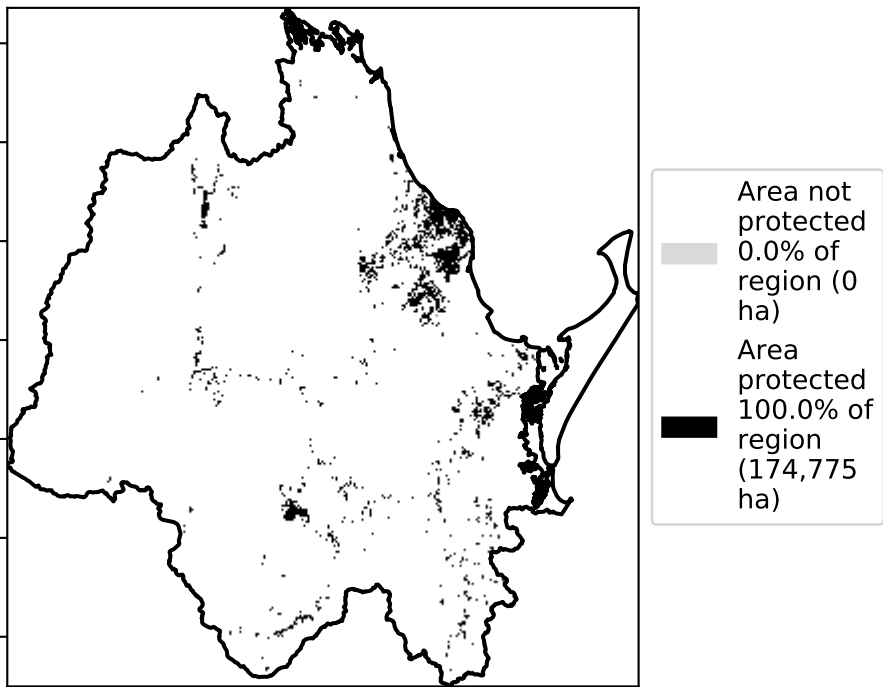 Area not
protected
0.0% of
region (0
ha)
Area
protected
100.0% of
region
(174,775
ha)